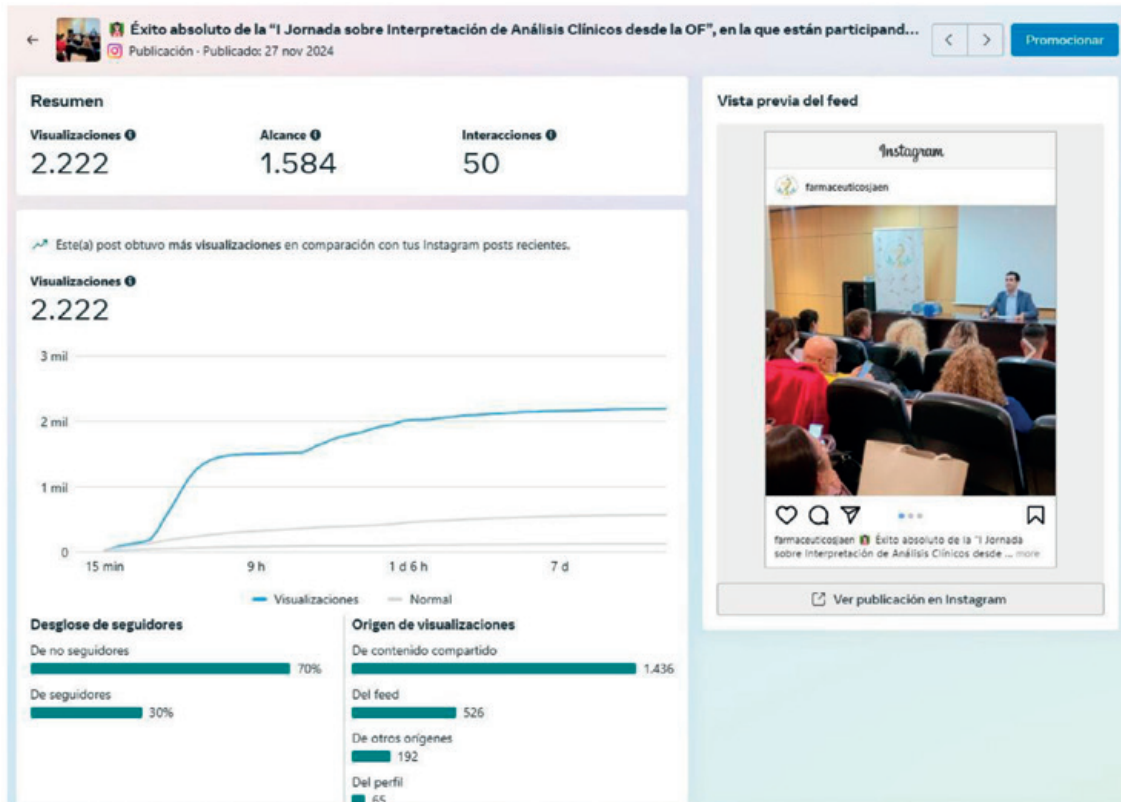 Éxito absoluto de la “I Jornada sobre Interpretación de Análisis Clínicos desde la OF”, en la que están participand...
Publicación · Publicado: 27 nov 2024
Promocionar
Resumen
Visualizaciones
2.222
Alcance
1.584
Interacciones
50
Este(a) post obtuvo más visualizaciones en comparación con tus Instagram posts recientes.
Visualizaciones
2.222
3 mil
2 mil
1 mil
0
15 min 9 h 1 d 6 h 7 d
Visualizaciones Normal
Desglose de seguidores
De no seguidores
70%
De seguidores
30%
Origen de visualizaciones
De contenido compartido
1.436
Del feed
526
De otros orígenes
192
Del perfil
65
Vista previa del feed
Instagram
farmaceuticosjaen
farmaceuticosjaen Éxito absoluto de la "I Jornada
sobre Interpretación de Análisis Clínicos desde ... more
Ver publicación en Instagram